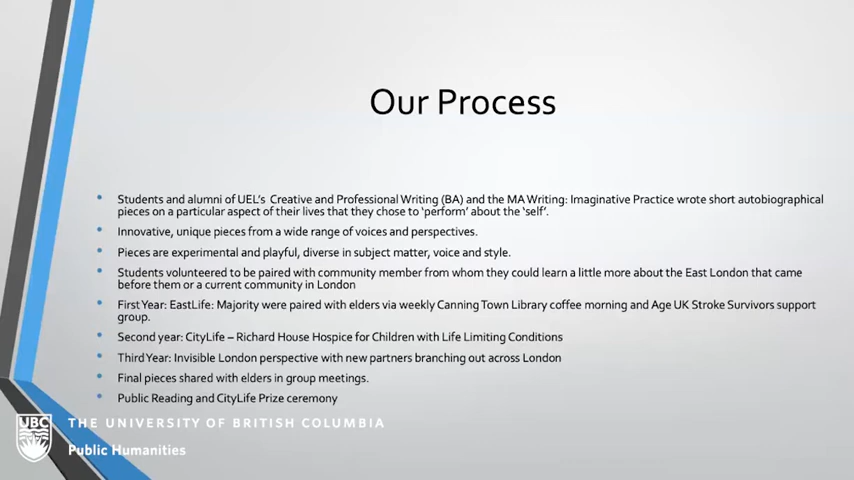 Our Process
Students and alumni of UEL's Creative and Professional Writing (BA) and the MA Writing: Imaginative Practice wrote short autobiographical
pieces on a particular aspect of their lives that they chose to 'perform' about the 'self'.
Innovative, unique pieces from a wide range of voices and perspectives.
Pieces are experimental and playful, diverse in subject matter, voice and style.
Students volunteered to be paired with community member from whom they could learn a little more about the East London that came
before them or a current community in London
First Year: EastLife: Majority were paired with elders via weekly Canning Town Library coffee morning and Age UK Stroke Survivors support
group.
Second year: CityLife – Richard House Hospice for Children with Life Limiting Conditions
Third Year: Invisible London perspective with new partners branching out across London
Final pieces shared with elders in group meetings.
Public Reading and CityLife Prize ceremony
UBC
THE UNIVERSITY OF BRITISH COLUMBIA
Public Humanities